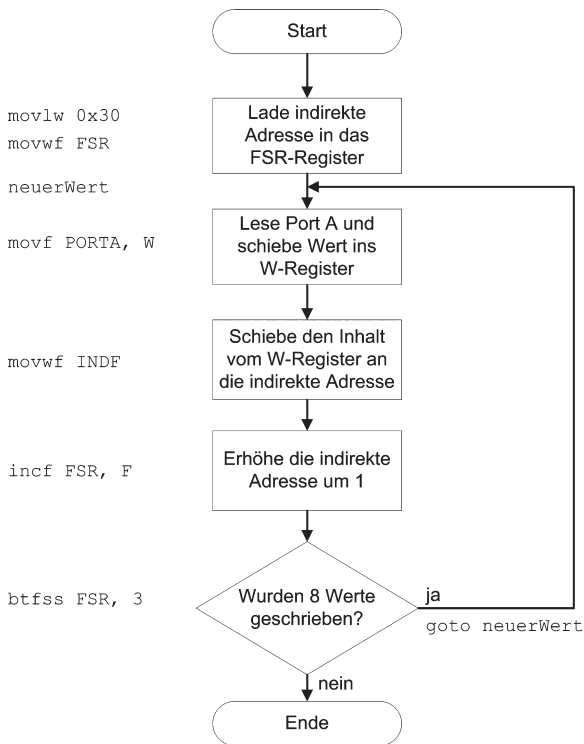 Start
movlw 0x30
movwf FSR
Lade indirekte
Adresse in das
FSR-Register
neuerWert
movf PORTA, W
Lese Port A und
schiebe Wert ins
W-Register
movwf INDF
Schiebe den Inhalt
vom W-Register an
die indirekte Adresse
incf FSR, F
Erhöhe die indirekte
Adresse um 1
btfss FSR, 3
Wurden 8 Werte
geschrieben?
ja
goto neuerWert
nein
Ende